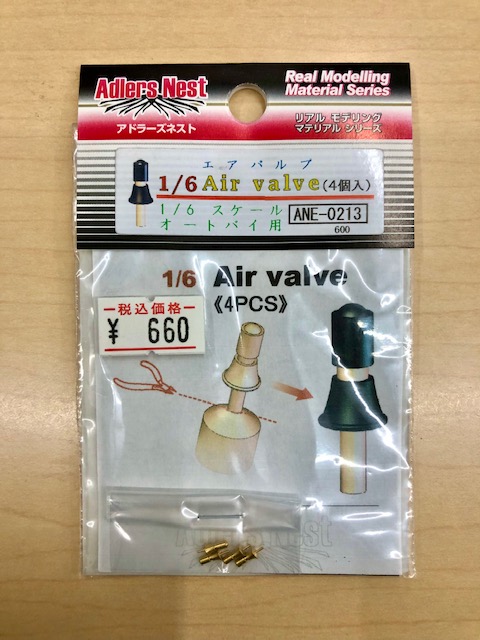 Adlers Nest
アドラーズネスト
Real Modelling
Material Series
リアル モデリング
マテリアル シリーズ
エアバルブ
1/6 Air valve (4個入)
1/6 スケール
オートバイ用
ANE-0213
600
1/6 Air valve
《4PCS》
税込価格
¥ 660
Adlers Nest